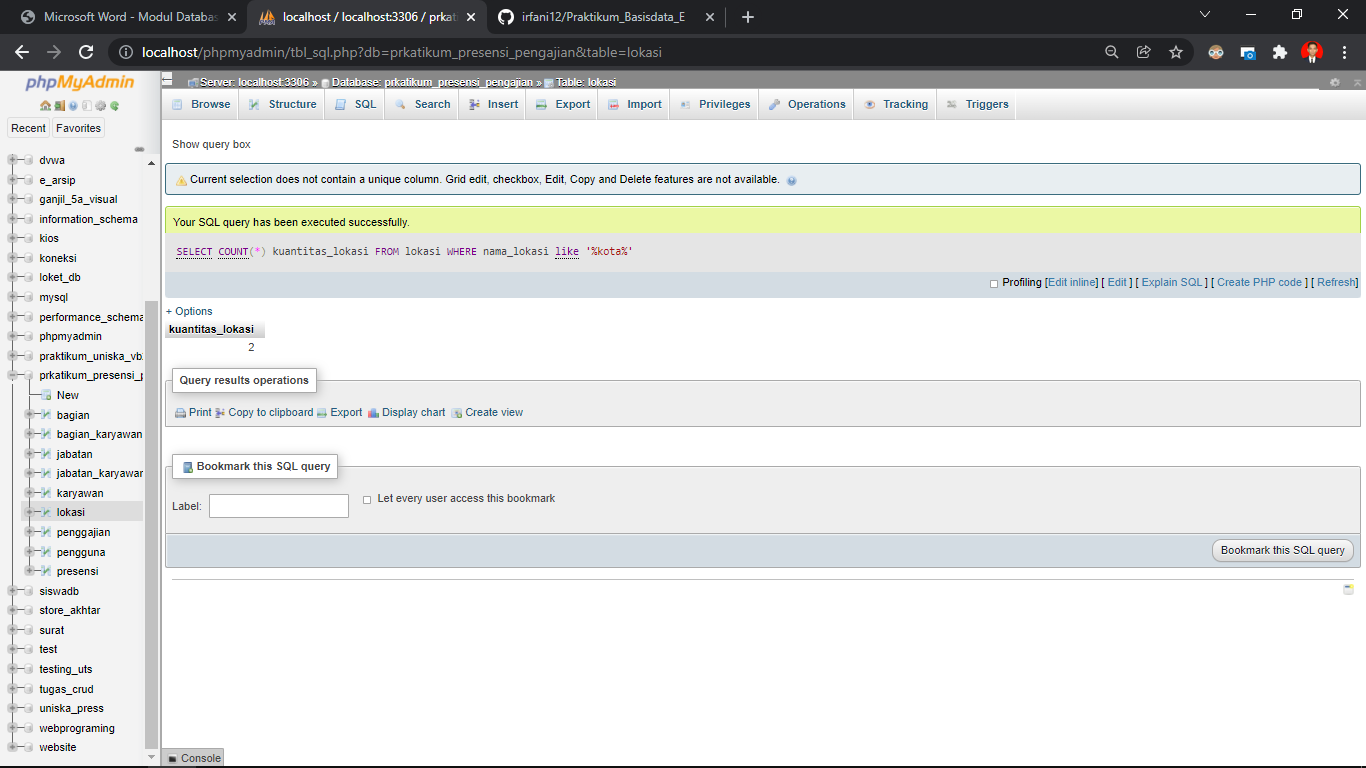 Microsoft Word - Modul Databas
localhost / localhost:3306 / prkat
irfani12/Praktikum_Basisdata_E
localhost/phpmyadmin/tbl_sql.php?db=prkatikum_presensi_pengajian&table=lokasi
phpMyAdmin
Recent
Favorites
dvwa
e_arsip
ganjil_5a_visual
information_schema
kios
koneksi
loket_db
mysql
performance_schema
phpmyadmin
praktikum_uniska_vb
prkatikum_presensi_p
New
bagian
bagian_karyawan
jabatan
jabatan_karyawan
karyawan
lokasi
penggajian
pengguna
presensi
siswadb
store_akhtar
surat
test
testing_uts
tugas_crud
uniska_press
webprograming
website
Server: localhost:3306 » Database: prkatikum_presensi_pengajian » Table: lokasi
Browse Structure SQL Search Insert Export Import Privileges Operations Tracking Triggers
Show query box
Current selection does not contain a unique column. Grid edit, checkbox, Edit, Copy and Delete features are not available.
Your SQL query has been executed successfully.
SELECT COUNT(*) kuantitas_lokasi FROM lokasi WHERE nama_lokasi like '%kota%'
Profiling [Edit inline] [ Edit ] [ Explain SQL ] [ Create PHP code ] [ Refresh]
+ Options
kuantitas_lokasi
2
Query results operations
Print Copy to clipboard Export Display chart Create view
Bookmark this SQL query
Label:
Let every user access this bookmark
Bookmark this SQL query
Console